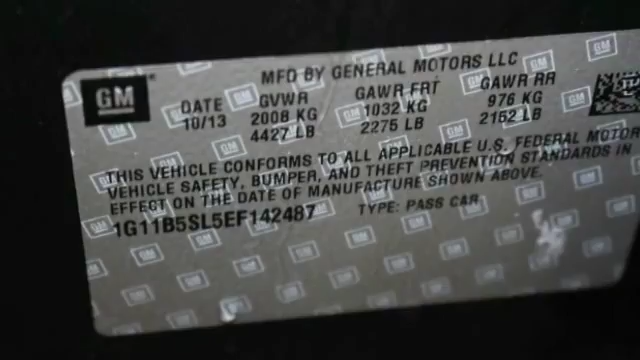 MFD BY GENERAL MOTORS LLC
GM
DATE GVWR GAWR FRT GAWR RR
10/13 2008 KG 1032 KG 976 KG
4427 LB 2275 LB 2152 LB
THIS VEHICLE CONFORMS TO ALL APPLICABLE U.S. FEDERAL MOTOR
VEHICLE SAFETY, BUMPER, AND THEFT PREVENTION STANDARDS IN
EFFECT ON THE DATE OF MANUFACTURE SHOWN ABOVE.
1G11B5SL5EF142487 TYPE: PASS CAR